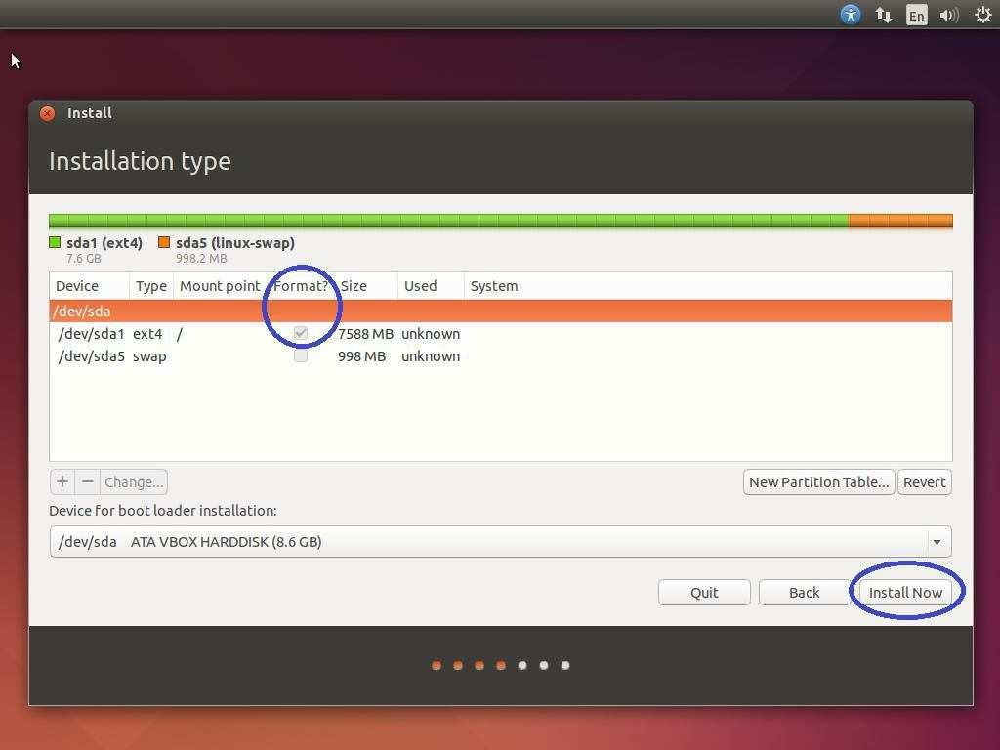 En
Install
Installation type
sda1 (ext4) sda5 (linux-swap)
7.6 GB 998.2 MB
Device Type Mount point Format? Size Used System
/dev/sda
/dev/sda1 ext4 / 7588 MB unknown
/dev/sda5 swap 998 MB unknown
+ − Change... New Partition Table... Revert
Device for boot loader installation:
/dev/sda ATA VBOX HARDDISK (8.6 GB)
Quit Back Install Now